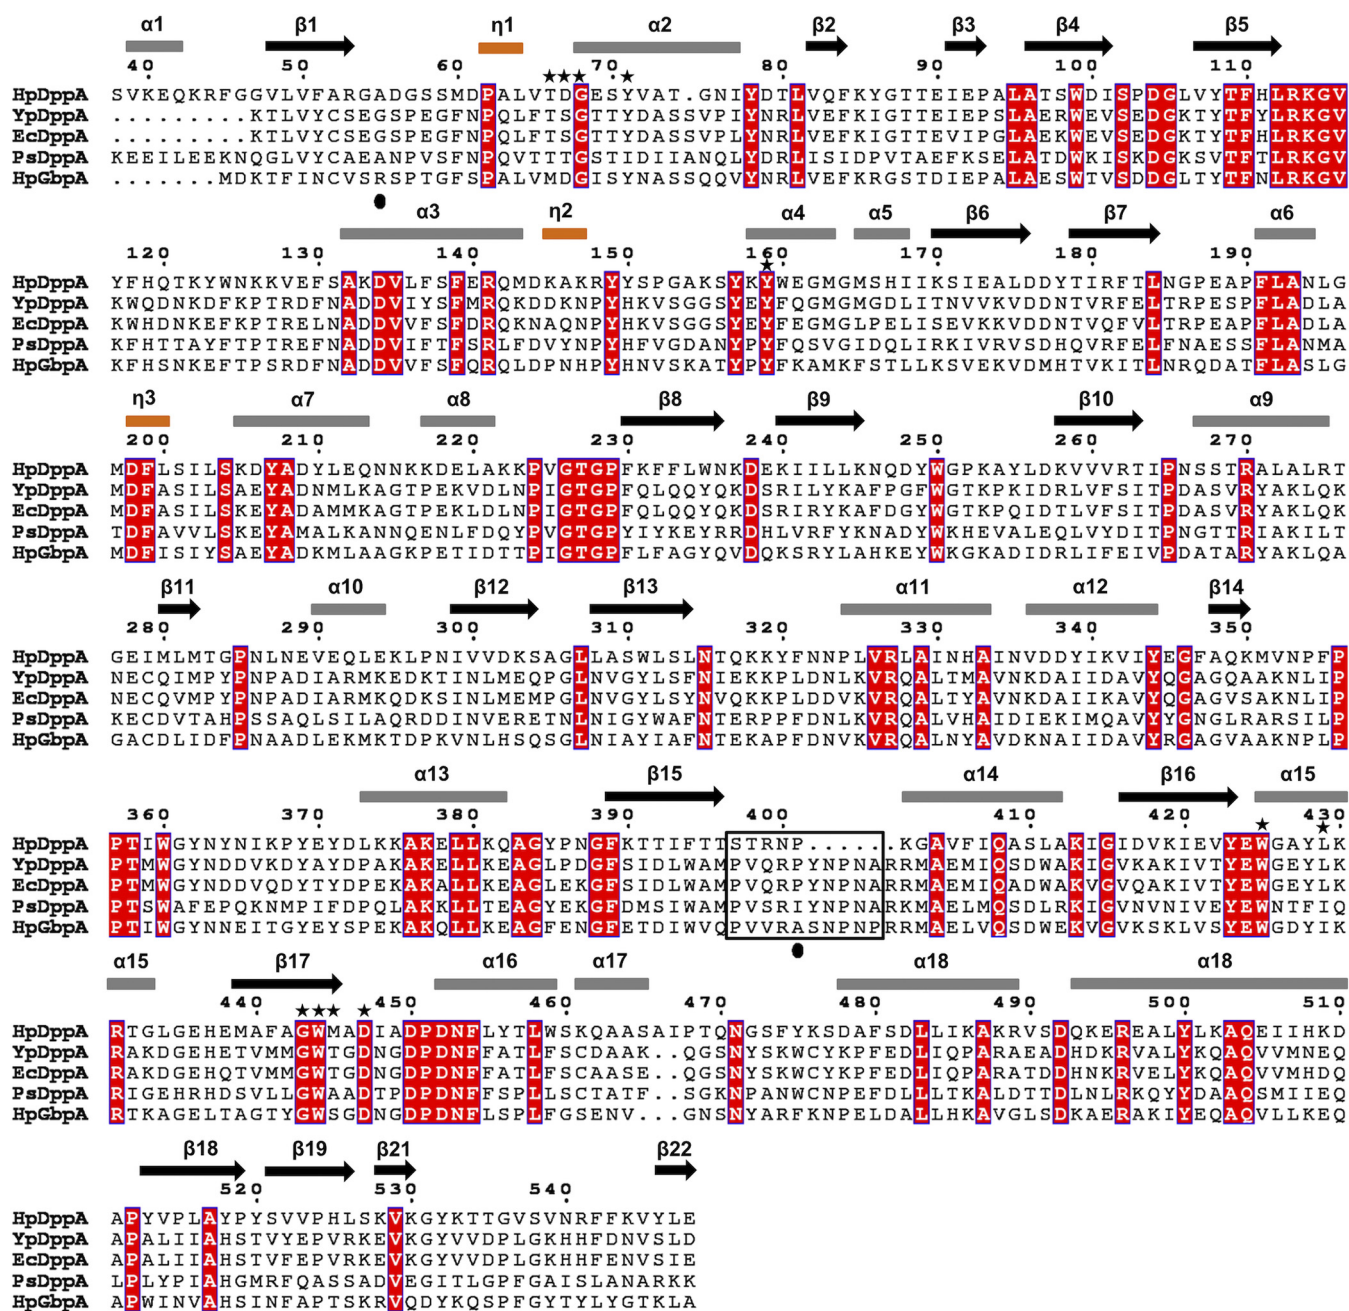 α1 β1 η1 α2 β2 β3 β4 β5
40 50 60 70 80 90 100 110
HpDppA SVKEQKRFGGVLVFARGADGSSMDPALVTDGESYVAT.GNIYDTLVQFKYGTTEIEPALATSWDISPDGLVYTFHLRKGV
YpDppA .........KTLVYCSEGSPEGFNPQLFTSGTTYDASSVPIYNRLVEFKIGTTEIEPSLAERWEVSEDGKTYTFYLRKGV
EcDppA .........KTLVYCSEGSPEGFNPQLFTSGTTYDASSVPIYNRLVEFKIGTTEVIPGLAEKWEVSEDGKTYTFHLRKGV
PsDppA KEEILEEKNQGLVYCAEANPVSFNPQVTTTGSTIDIIANQLYDRLISIDPVTAEFKSELATDWKISKDGKSVTFTLRKGV
HpGbpA .......MDKTFINCVSRSPTGFSPALVMDGISYNASSQQVYNRLVEFKRGSTDIEPALAESWTVSDDGLTYTFNLRKGV
α3 η2 α4 α5 β6 β7 α6
120 130 140 150 160 170 180 190
HpDppA YFHQTKYWNKKVEFSAKDVLFSFERQMDKAKRYYSPGAKSYKYWEGMGMSHIIKSIEALDDYTIRFTLNGPEAPFLANLG
YpDppA KWQDNKDFKPTRDFNADDVIYSFMRQKDDKNPYHKVSGGSYEYFQGMGMGDLITNVVKVDDNTVRFELTRPESPFLADLA
EcDppA KWHDNKEFKPTRELNADDVVFSFDRQKNAQNPYHKVSGGSYEYFEGMGLPELISEVKKVDDNTVQFVLTRPEAPFLADLA
PsDppA KFHTTAYFTPTREFNADDVIFTFSRLFDVYNPYHFVGDANYPYFQSVGIDQLIRKIVRVSDHQVRFELFNAESSFLANMA
HpGbpA KFHSNKEFTPSRDFNADDVVFSFQRQLDPNHPYHNVSKATYPYFKAMKFSTLLKSVEKVDMHTVKITLNRQDATFLASLG
η3 α7 α8 β8 β9 β10 α9
200 210 220 230 240 250 260 270
HpDppA MDFLSILSKDYADYLEQNNKKDELAKKPVGTGPFKFFLWNKDEKIILLKNQDYWGPKAYLDKVVVRTIPNSSTRALALRT
YpDppA MDFASILSAEYADNMLKAGTPEKVDLNPIGTGPFQLQQYQKDSRILYKAFPGFWGTKPKIDRLVFSITPDASVRYAKLQK
EcDppA MDFASILSKEYADAMMKAGTPEKLDLNPIGTGPFQLQQYQKDSRIRYKAFDGYWGTKPQIDTLVFSITPDASVRYAKLQK
PsDppA TDFAVVLSKEYAMALKANNQENLFDQYPVGTGPYIYKEYRRDHLVRFYKNADYWKHEVALEQLVYDITPNGTTRIAKILT
HpGbpA MDFISIYSAEYADKMLAAGKPETIDTTPIGTGPFLFAGYQVDQKSRYLAHKEYWKGKADIDRLIFEIVPDATARYAKLQA
β11 α10 β12 β13 α11 α12 β14
280 290 300 310 320 330 340 350
HpDppA GEIMLMTGPNLNEVEQLEKLPNIVVDKSAGLLASWLSLNTQKKYFNNPLVRLAINHAINVDDYIKVIYEGFAQKMVNPFP
YpDppA NECQIMPYPNPADIARMKEDKTINLMEQPGLNVGYLSFNIEKKPLDNLKVRQALTMAVNKDAIIDAVYQGAGQAAKNLIP
EcDppA NECQVMPYPNPADIARMKQDKSINLMEMPGLNVGYLSYNVQKKPLDDVKVRQALTYAVNKDAIIKAVYQGAGVSAKNLIP
PsDppA KECDVTAHPSSAQLSILAQRDDINVERETNLNIGYWAFNTERPPFDNLKVRQALVHAIDIEKIMQAVYYGNGLRARSILP
HpGbpA GACDLIDFPNAADLEKMKTDPKVNLHSQSGLNIAYIAFNTEKAPFDNVKVRQALNYAVDKNAIIDAVYRGAGVAAKNPLP
α13 β15 α14 β16 α15
360 370 380 390 400 410 420 430
HpDppA PTIWGYNYNIKPYEYDLKKAKELLKQAGYPNGFKTTIFTTSTRNP.....KGAVFIQASLAKIGIDVKIEVYEWGAYLK
YpDppA PTMWGYNDDVKDYAYDPAKAKELLKEAGLPDGFSIDLWAMPVQRPYNPNARRMAEMIQSDWAKIGVKAKIVTYEWGEYLK
EcDppA PTMWGYNDDVQDYTYDPEKAKALLKEAGLEKGFSIDLWAMPVQRPYNPNARRMAEMIQADWAKVGVQAKIVTYEWGEYLK
PsDppA PTSWAFEPQKNMPIFDPQLAKKLLTEAGYEKGFDMSIWAMPVSRIYNPNARKMAELMQSDLRKIGVNVNIVEYEWNTFIQ
HpGbpA PTIWGYNNEITGYEYSPEKAKQLLKEAGFENGFETDIWVQPVVRASNPNPRRMAELVQSDWEKVGVKSKLVSYEWGDYIK
α15 β17 α16 α17 α18 α18
440 450 460 470 480 490 500 510
HpDppA RTGLGEHEMAFAGWMADIADPDNFLYTLWSKQAASAIPTQNGSFYKSDAFSDLLIKAKRVSDQKEREALYLKAQEIIHKD
YpDppA RAKDGEHETVMMGWTGDNGDPDNFFATLFSCDAAK..QGSNYSKWCYKPFEDLIQPARAEADHDKRVALYKQAQVVMNEQ
EcDppA RAKDGEHQTVMMGWTGDNGDPDNFFATLFSCAASE..QGSNYSKWCYKPFEDLIQPARATDDHNKRVELYKQAQVVMHDQ
PsDppA RIGEHRHDSVLLGWAADTPDPDNFFSPLLSCTATF..SGKNPANWCNPDFDLLLTKALDTTDLNLRKQYYDAAQSMIIEQ
HpGbpA RTKAGELTAGTYGWSGDNGDPDNFLSPLFGSENV...GNSNYARFKNPELDALLHKAVGLSDKAERAKIYEQAQVLLKEQ
β18 β19 β21 β22
520 530 540
HpDppA APYVPLAYPYSVVPHLSKVKGYKTTGVSVNRFFKVYLE
YpDppA APALIIAHSTVYEPVRKEVKGYVVDPLGKHHFDNVSLD
EcDppA APALIIAHSTVFEPVRKEVKGYVVDPLGKHHFENVSIE
PsDppA LPLYPIAHGMRFQASSADVEGITLGPFGAISLANARKK
HpGbpA APWINVAHSINFAPTSKRVQDYKQSPFGYTYLYGTKLA